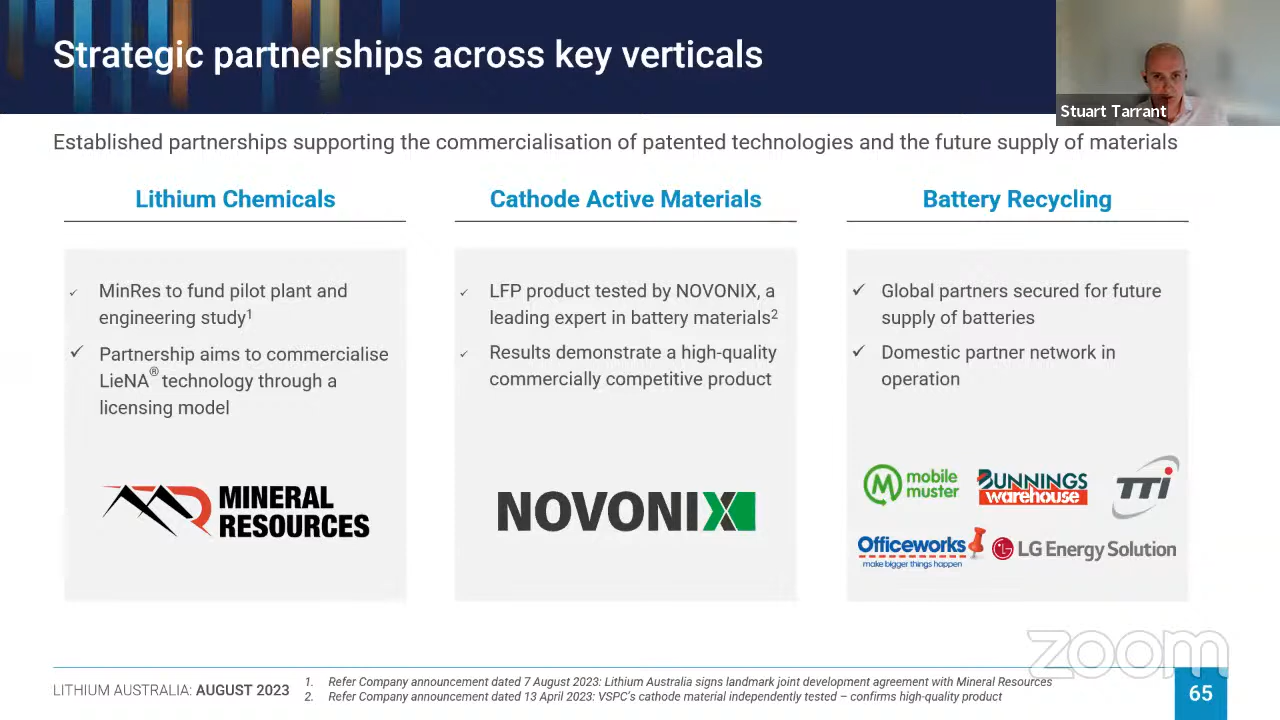 Strategic partnerships across key verticals
Stuart Tarrant
Established partnerships supporting the commercialisation of patented technologies and the future supply of materials
Lithium Chemicals
✓ MinRes to fund pilot plant and
engineering study1
✓ Partnership aims to commercialise
LieNA® technology through a
licensing model
MINERAL
RESOURCES
Cathode Active Materials
✓ LFP product tested by NOVONIX, a
leading expert in battery materials2
✓ Results demonstrate a high-quality
commercially competitive product
NOVONIX
Battery Recycling
✓ Global partners secured for future
supply of batteries
✓ Domestic partner network in
operation
M mobile
muster
BUNNINGS
warehouse
TTi
Officeworks
make bigger things happen
LG Energy Solution
zoom
LITHIUM AUSTRALIA: AUGUST 2023
1. Refer Company announcement dated 7 August 2023: Lithium Australia signs landmark joint development agreement with Mineral Resources
2. Refer Company announcement dated 13 April 2023: VSPC's cathode material independently tested – confirms high-quality product
65